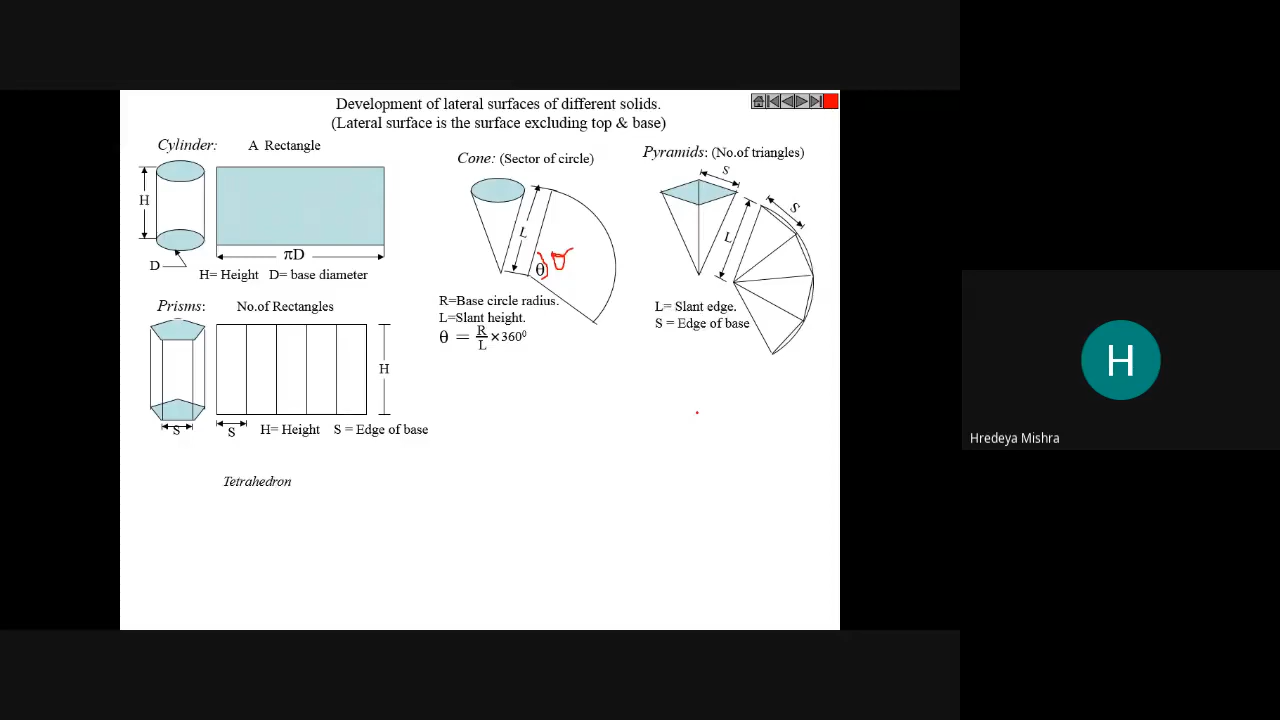 Development of lateral surfaces of different solids.
(Lateral surface is the surface excluding top & base)
Cylinder: A Rectangle
H
D
πD
H= Height D= base diameter
Cone: (Sector of circle)
L
θ
σ
R=Base circle radius.
L=Slant height.
θ = R/L ×360⁰
Pyramids: (No.of triangles)
S
S
L
L= Slant edge.
S = Edge of base
Prisms: No.of Rectangles
H
S
S
H= Height S = Edge of base
Tetrahedron
H
Hredeya Mishra